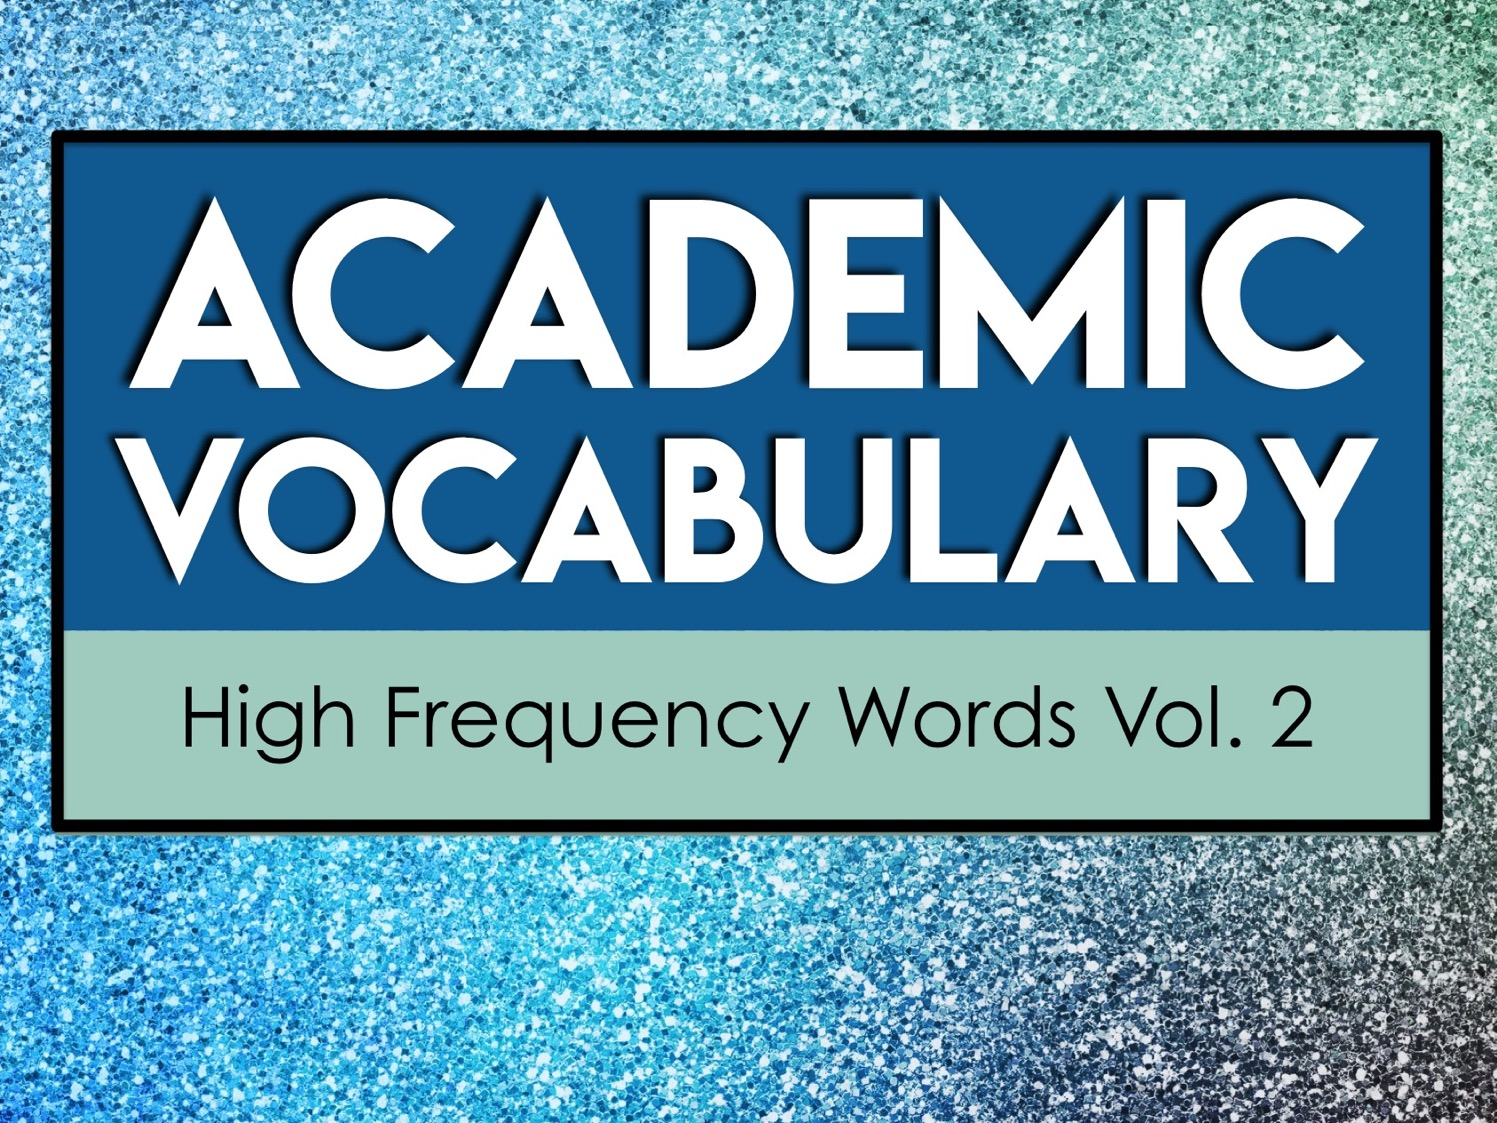 ACADEMIC
VOCABULARY
High Frequency Words Vol. 2